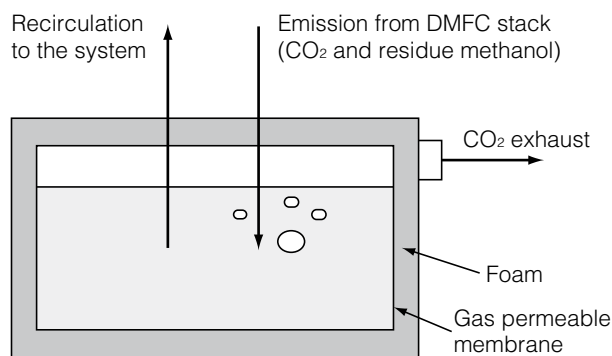 Recirculation
to the system
Emission from DMFC stack
(CO₂ and residue methanol)
CO₂ exhaust
Foam
Gas permeable
membrane